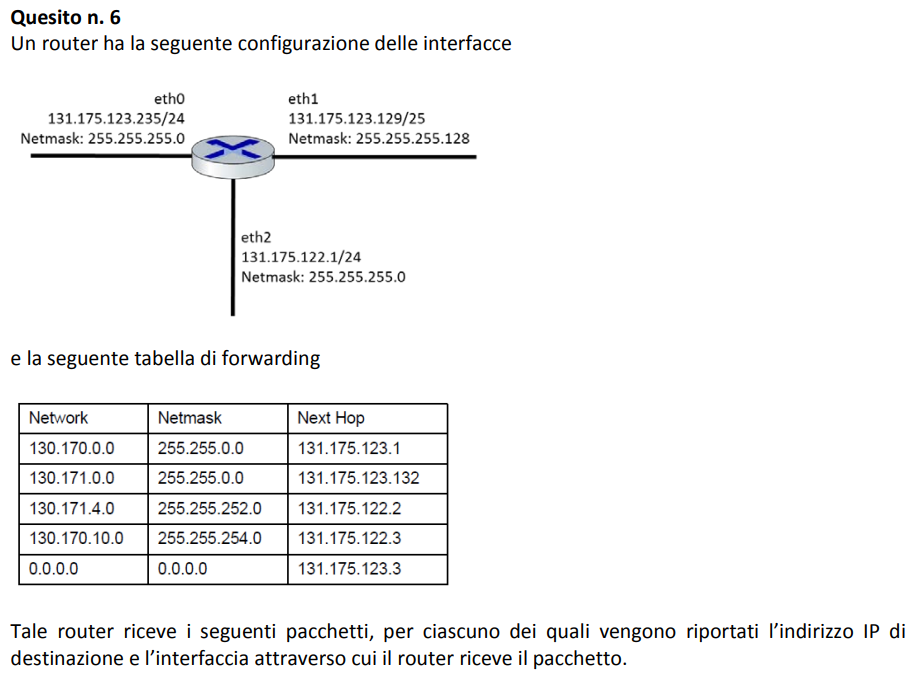 Quesito n. 6
Un router ha la seguente configurazione delle interfacce
eth0
131.175.123.235/24
Netmask: 255.255.255.0
eth1
131.175.123.129/25
Netmask: 255.255.255.128
eth2
131.175.122.1/24
Netmask: 255.255.255.0
e la seguente tabella di forwarding
Network Netmask Next Hop
130.170.0.0 255.255.0.0 131.175.123.1
130.171.0.0 255.255.0.0 131.175.123.132
130.171.4.0 255.255.252.0 131.175.122.2
130.170.10.0 255.255.254.0 131.175.122.3
0.0.0.0 0.0.0.0 131.175.123.3
Tale router riceve i seguenti pacchetti, per ciascuno dei quali vengono riportati l’indirizzo IP di
destinazione e l’interfaccia attraverso cui il router riceve il pacchetto.